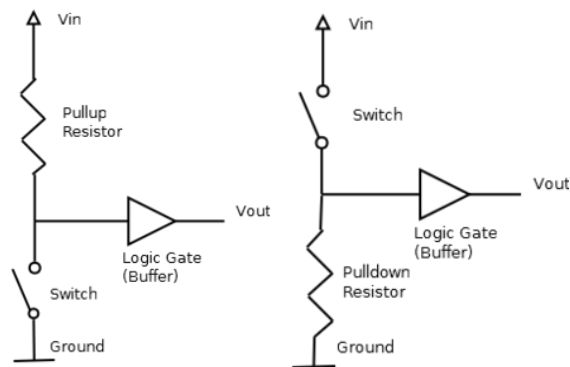 Vin
Pullup
Resistor
Vout
Logic Gate
(Buffer)
Switch
Ground
Vin
Switch
Vout
Logic Gate
(Buffer)
Pulldown
Resistor
Ground